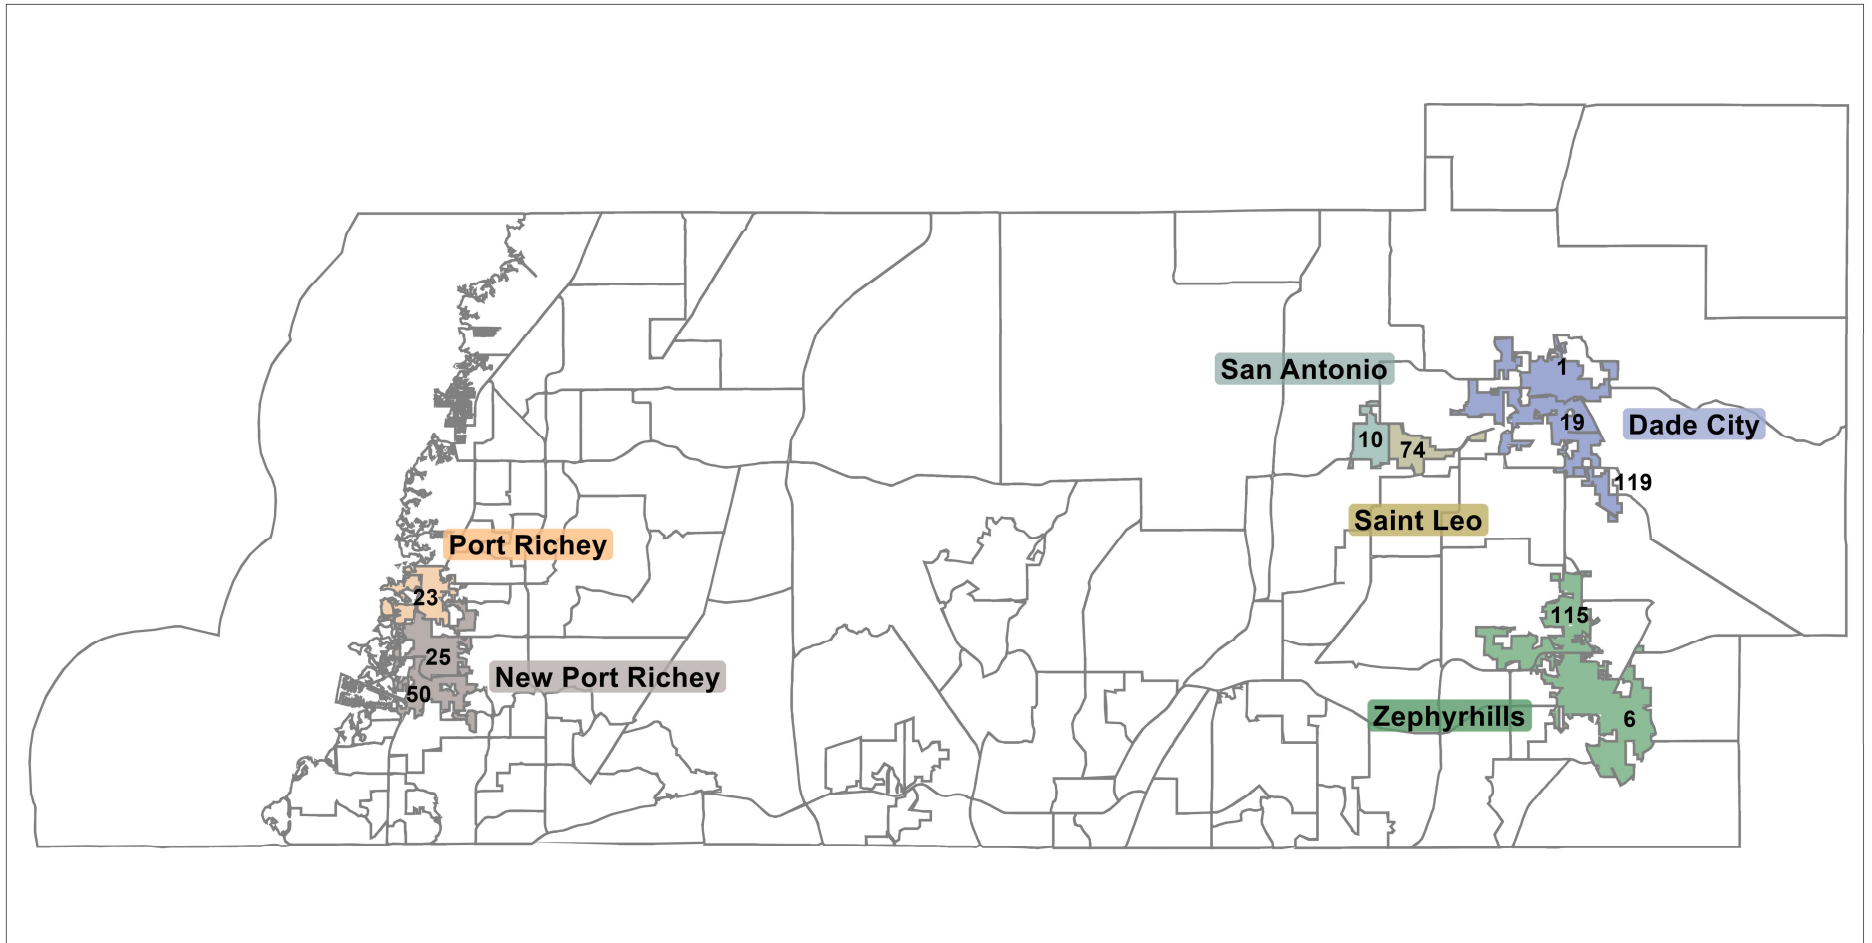 1
San Antonio
19
Dade City
10
74
119
Saint Leo
Port Richey
23
115
25
New Port Richey
50
Zephyrhills
6